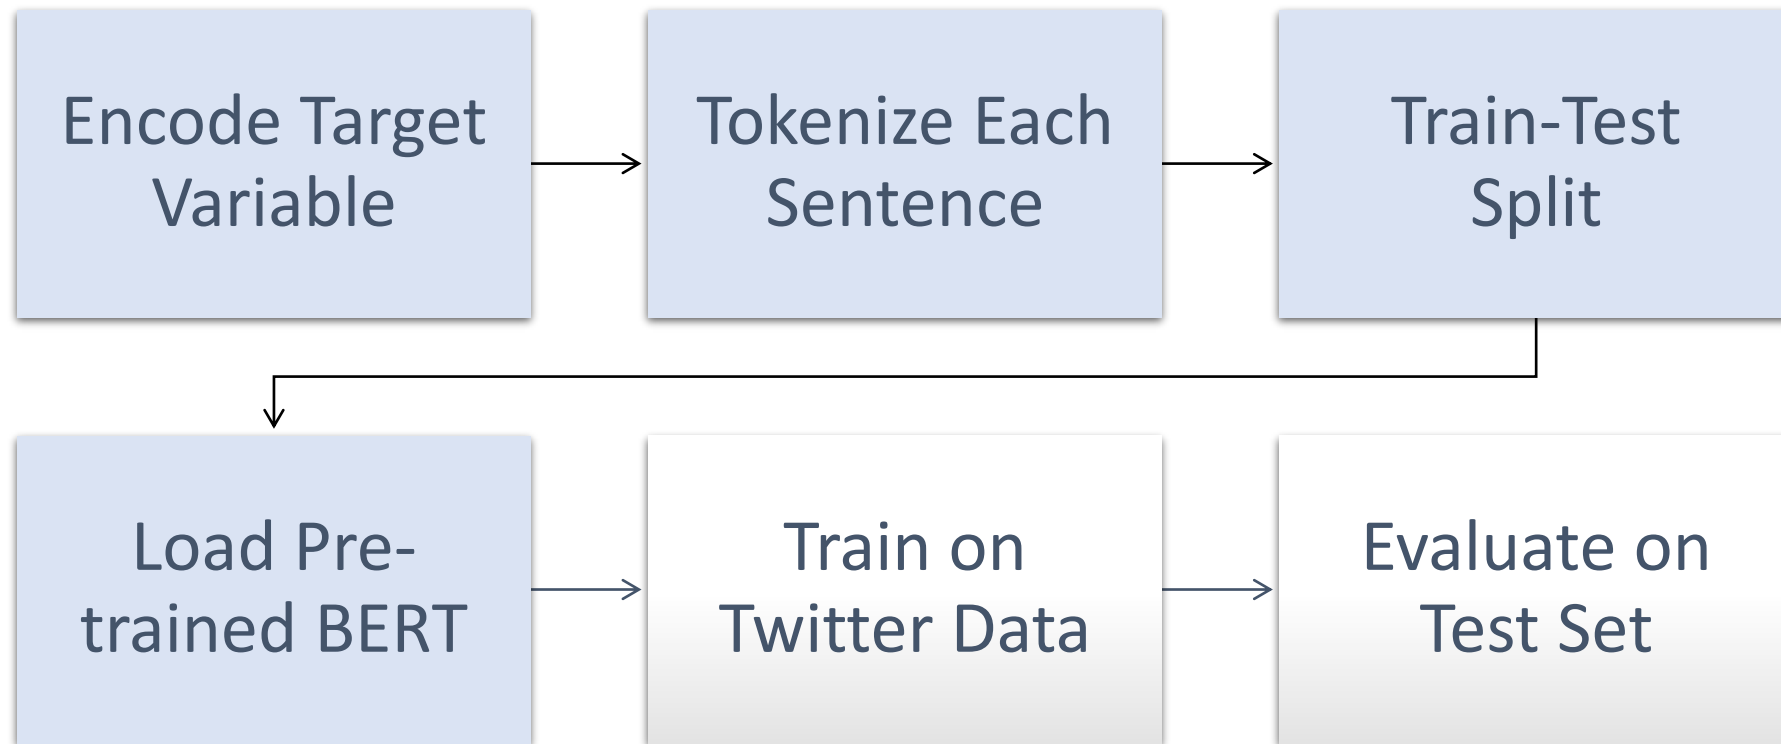 Encode Target
Variable
Tokenize Each
Sentence
Train-Test
Split
Load Pre-
trained BERT
Train on
Twitter Data
Evaluate on
Test Set